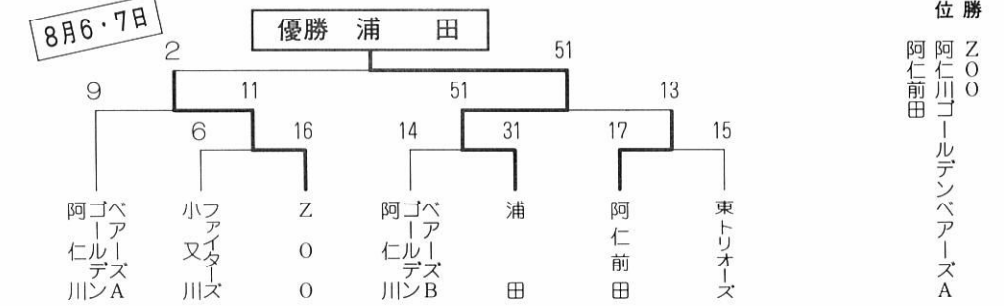 8月6・7日
優勝 浦田
2 51
9 11 51 13
6 16 14 31 17 15
阿仁川ゴールデンベアーズA
小又川ファイターズ
ZOO
阿仁川ゴールデンベアーズB
浦田
阿仁前田
東トリオーズ
勝 ZOO
位 阿仁川ゴールデンベアーズA
阿仁前田